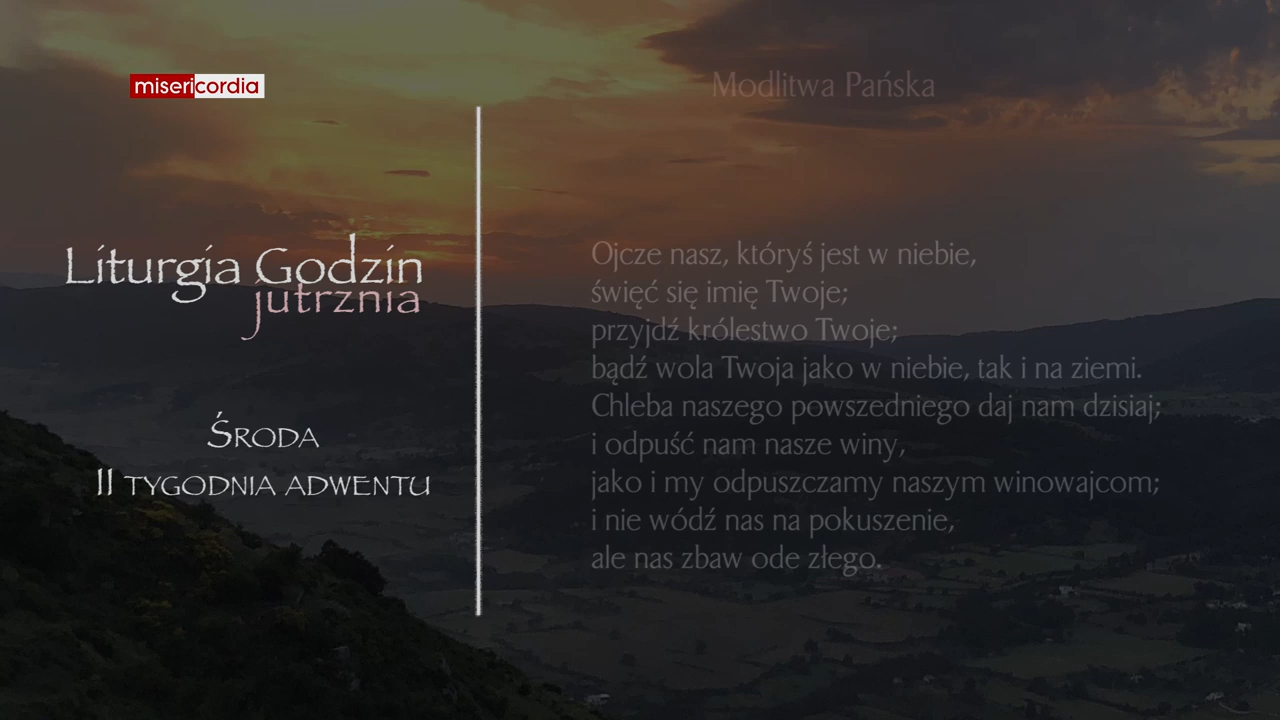 misericordia
Liturgia Godzin
jutrznia
Środa
II tygodnia adwentu
Modlitwa Pańska
Ojcze nasz, któryś jest w niebie,
święć się imię Twoje;
przyjdź królestwo Twoje;
bądź wola Twoja jako w niebie, tak i na ziemi.
Chleba naszego powszedniego daj nam dzisiaj;
i odpuść nam nasze winy,
jako i my odpuszczamy naszym winowajcom;
i nie wódź nas na pokuszenie,
ale nas zbaw ode złego.